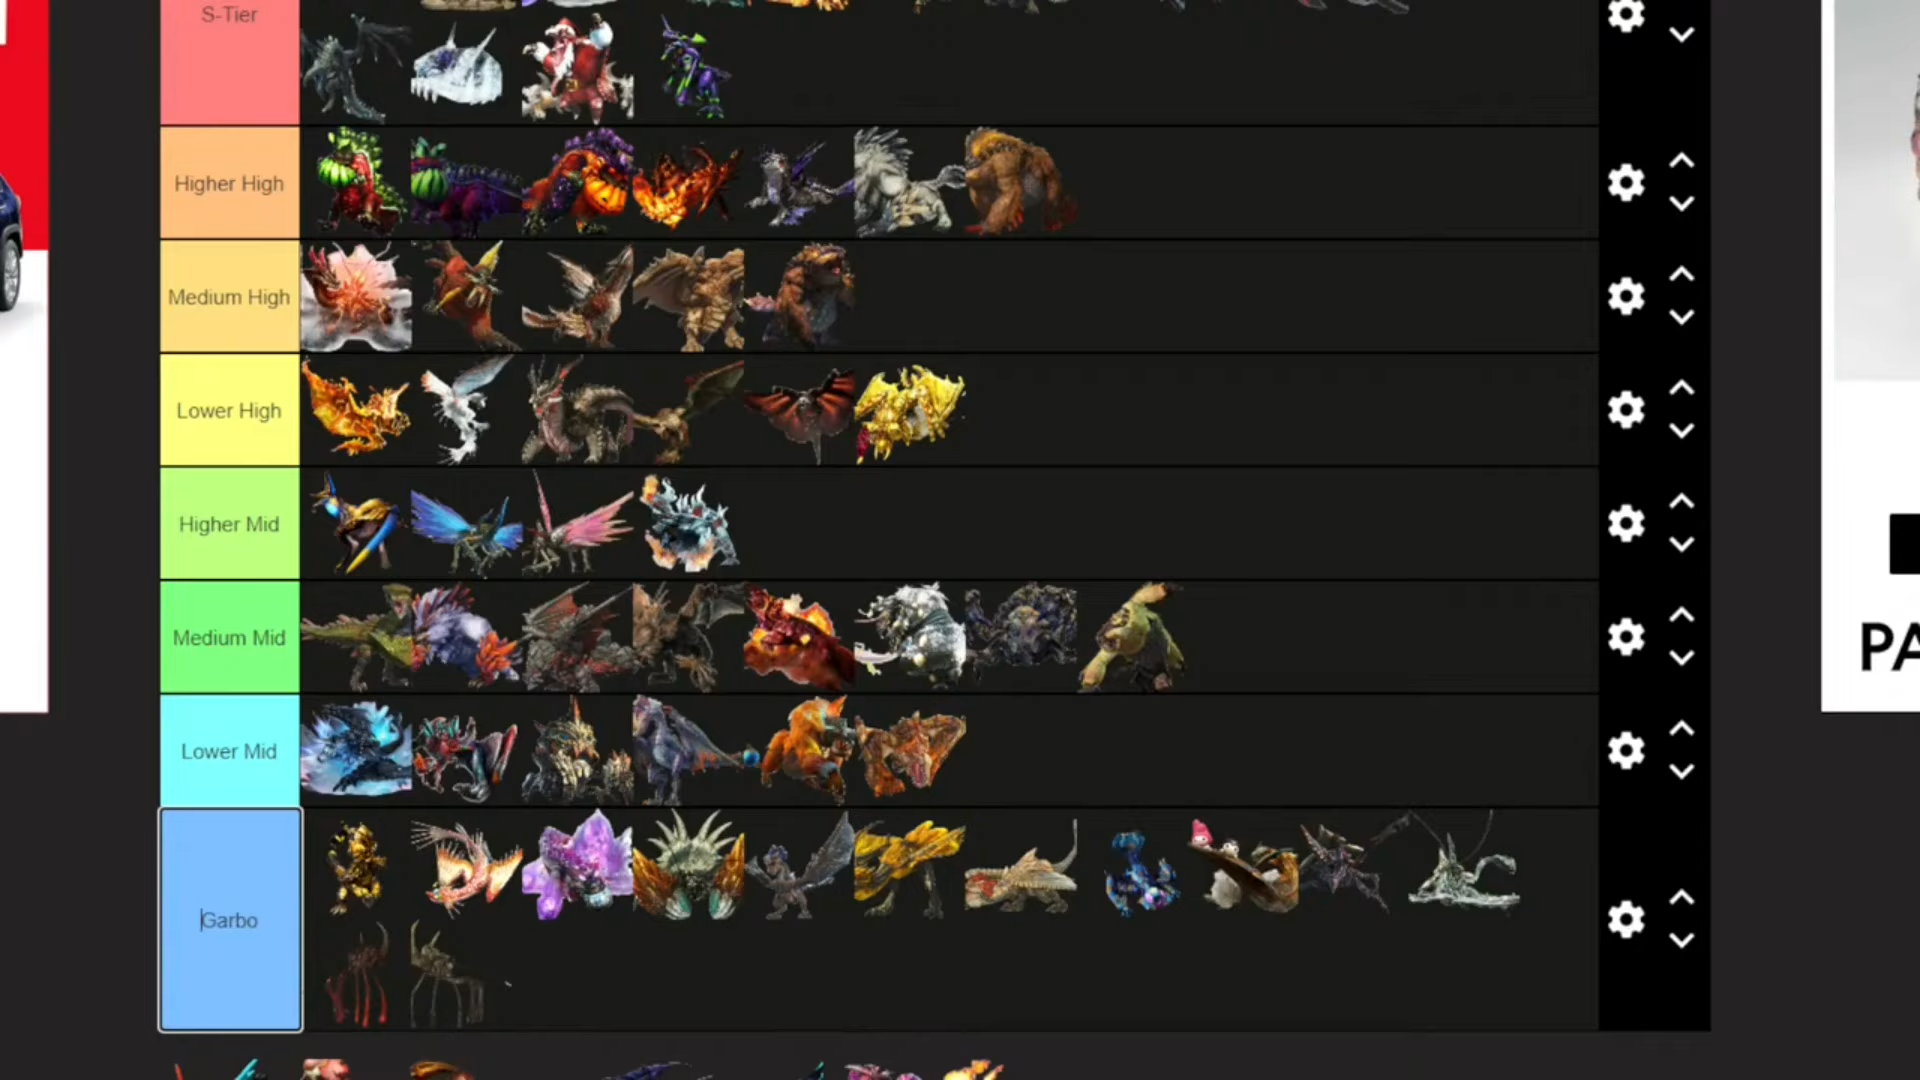 S-Tier
Higher High
Medium High
Lower High
Higher Mid
Medium Mid
Lower Mid
Garbo
PA